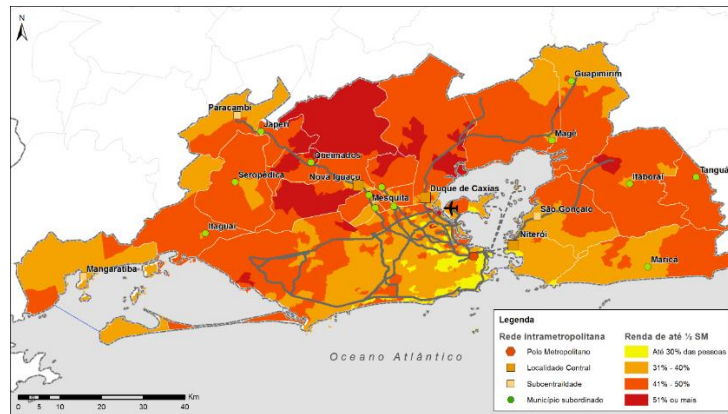 N
Guapimirim
Paracambi
Japeri
Magé
Queimados
Seropédica
Nova Iguaçu
Duque de Caxias
Itaboraí
Tanguá
Mesquita
São Gonçalo
Itaguaí
Niterói
Mangaratiba
Maricá
Oceano Atlântico
Legenda
Rede intrametropolitana
Renda de até ½ SM
Polo Metropolitano
Até 30% das pessoas
Localidade Central
31% - 40%
Subcentralidade
41% - 50%
Município subordinado
51% ou mais
Km
0 5 10 20 30 40